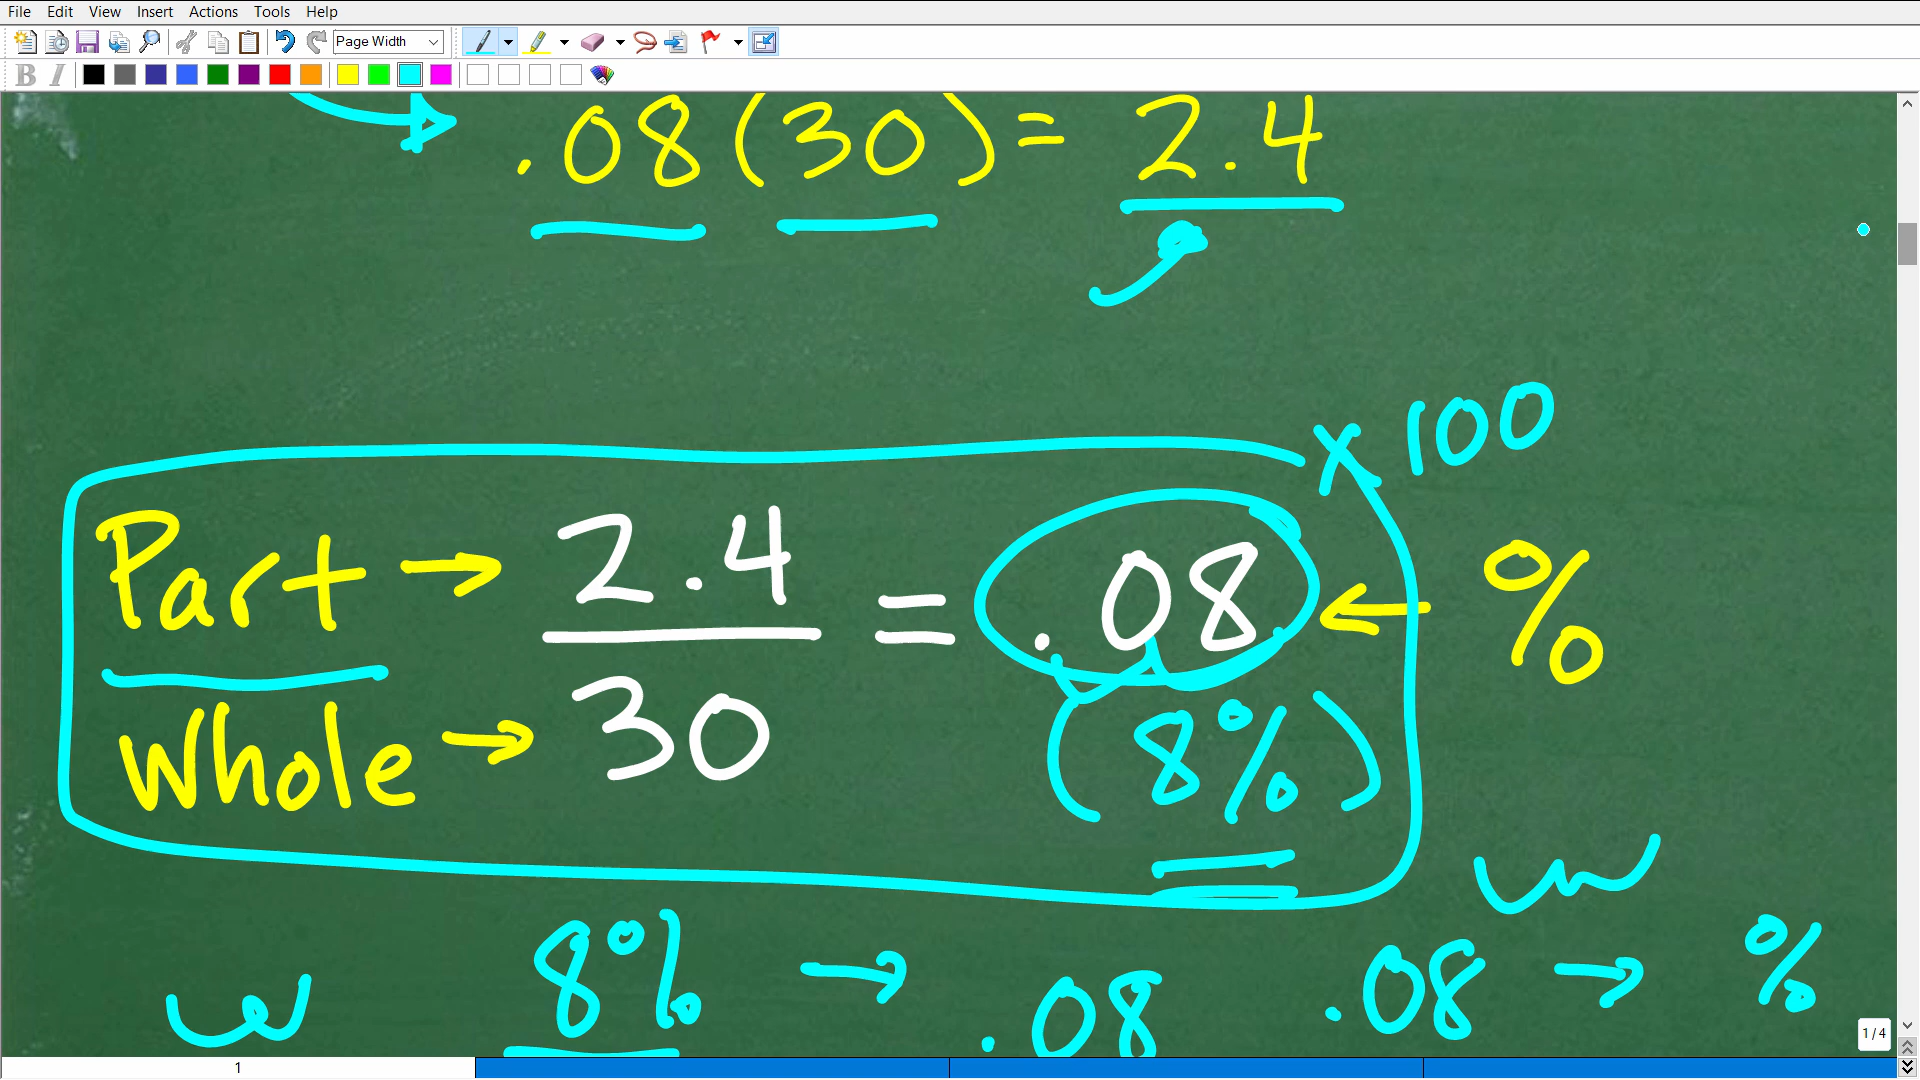 File Edit View Insert Actions Tools Help
Page Width
B I
.08(30) = 2.4
x 100
Part → 2.4 = .08 ← %
Whole → 30
(8%)
8% → .08 .08 → %
1 / 4
1